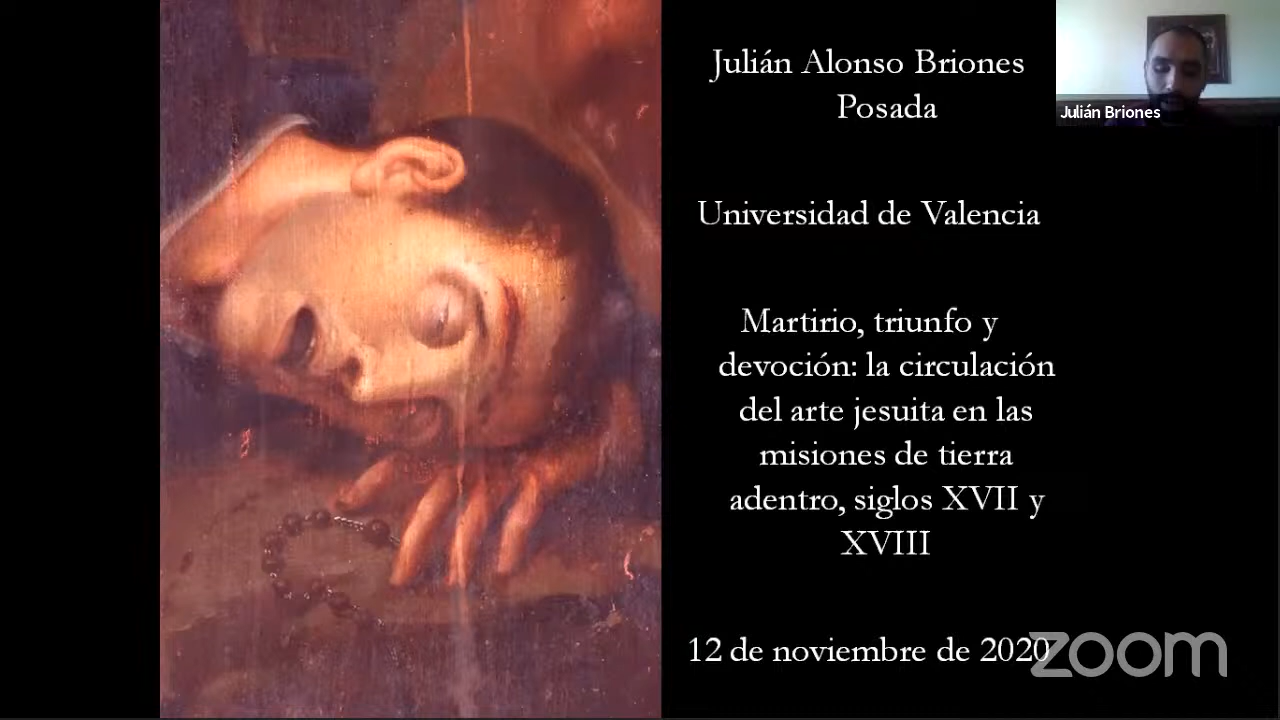 Julián Alonso Briones
Posada
Julián Briones
Universidad de Valencia
Martirio, triunfo y
devoción: la circulación
del arte jesuita en las
misiones de tierra
adentro, siglos XVII y
XVIII
12 de noviembre de 2020
zoom